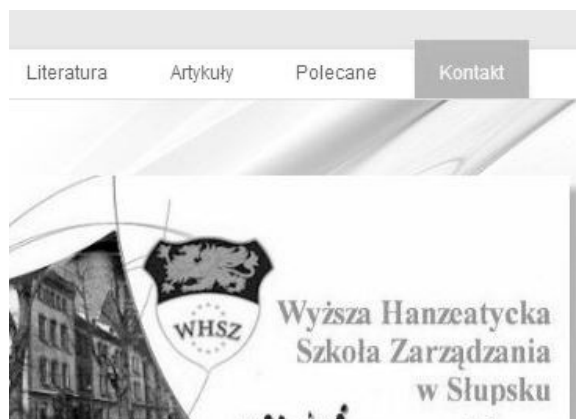 Literatura Artykuły Polecane Kontakt
WHSZ
Wyższa Hanzeatycka
Szkoła Zarządzania
w Słupsku